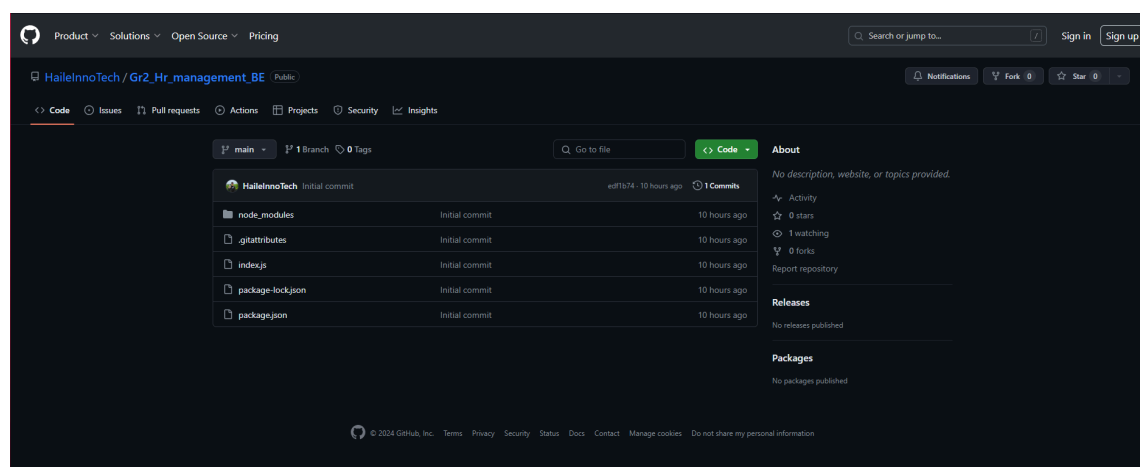 Product Solutions Open Source Pricing Search or jump to... / Sign in Sign up
HaileInnoTech / Gr2_Hr_management_BE Public Notifications Fork 0 Star 0
Code Issues Pull requests Actions Projects Security Insights
main 1 Branch 0 Tags Go to file Code
HaileInnoTech Initial commit edf1b74 · 10 hours ago 1 Commits
node_modules Initial commit 10 hours ago
.gitattributes Initial commit 10 hours ago
index.js Initial commit 10 hours ago
package-lock.json Initial commit 10 hours ago
package.json Initial commit 10 hours ago
About
No description, website, or topics provided.
Activity
0 stars
1 watching
0 forks
Report repository
Releases
No releases published
Packages
No packages published
© 2024 GitHub, Inc. Terms Privacy Security Status Docs Contact Manage cookies Do not share my personal information